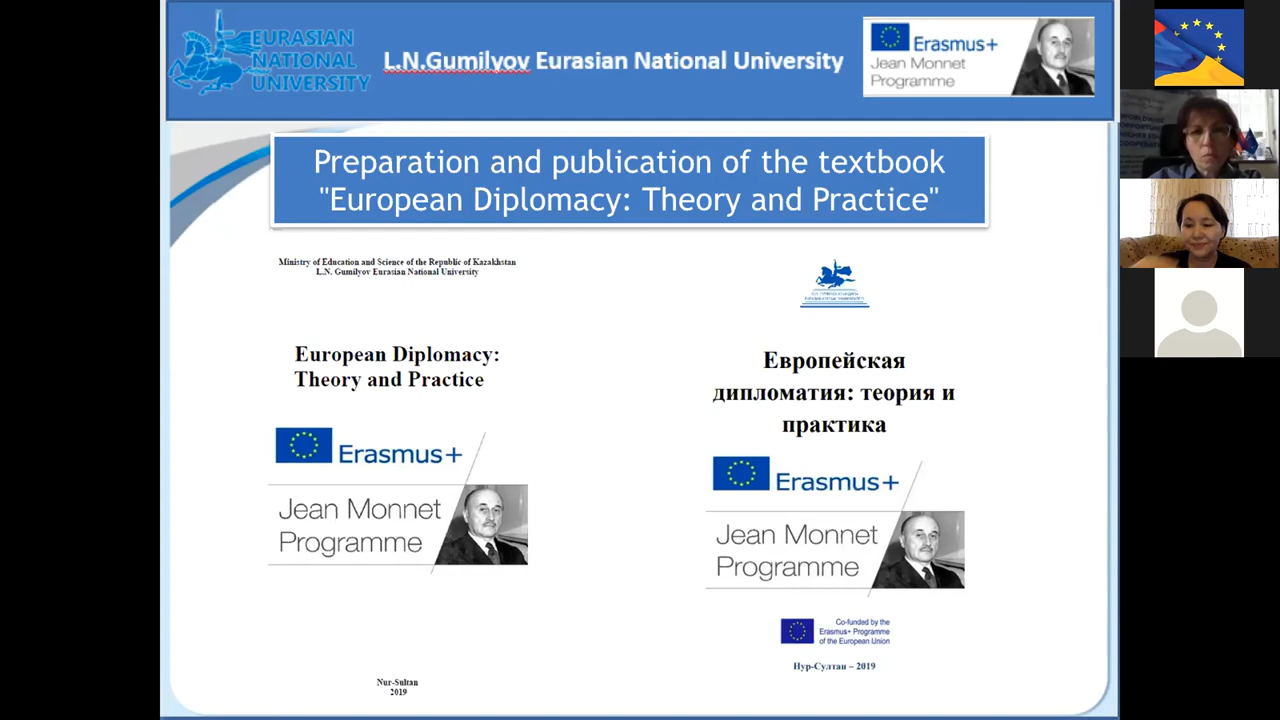 EURASIAN
NATIONAL
UNIVERSITY
L.N.Gumilyov Eurasian National University
Erasmus+
Jean Monnet
Programme
Preparation and publication of the textbook
"European Diplomacy: Theory and Practice"
Ministry of Education and Science of the Republic of Kazakhstan
L.N. Gumilyov Eurasian National University
European Diplomacy:
Theory and Practice
Erasmus+
Jean Monnet
Programme
Nur-Sultan
2019
Европейская
дипломатия: теория и
практика
Erasmus+
Jean Monnet
Programme
Co-funded by the
Erasmus+ Programme
of the European Union
Нур-Султан – 2019